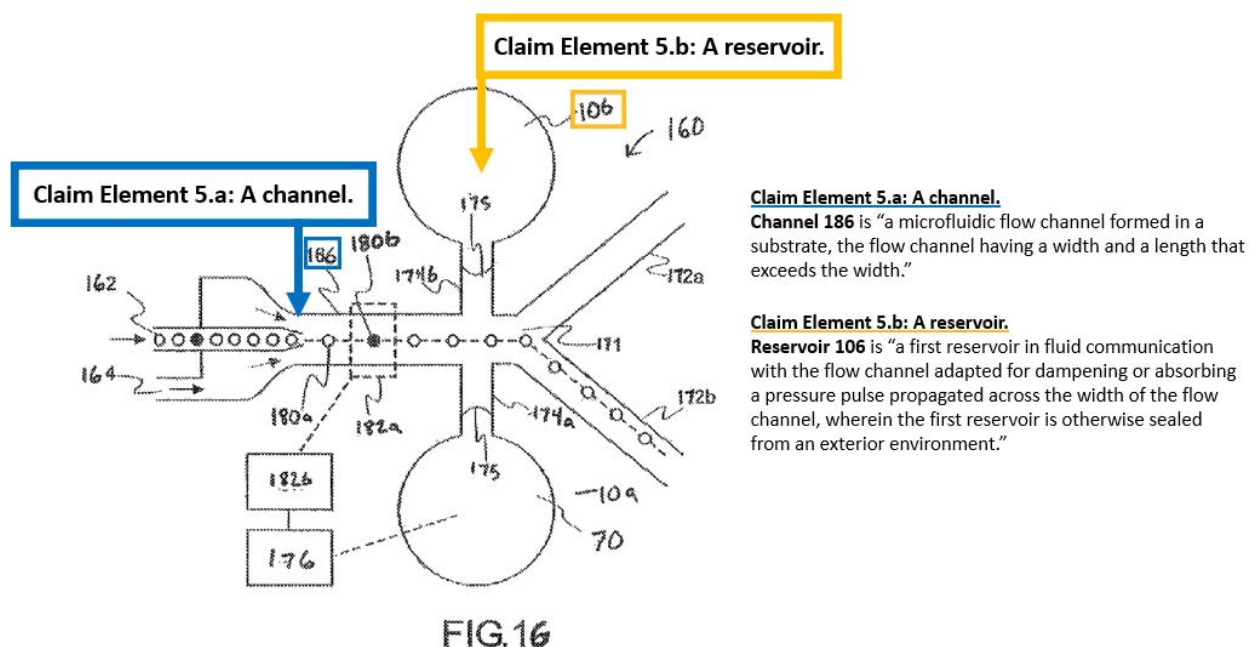 Claim Element 5.b: A reservoir.
10b
160
Claim Element 5.a: A channel.
175
186
180b
174b
172a
162
171
164
180a
182a
174a
172b
175
182b
10a
70
176
FIG.16
Claim Element 5.a: A channel.
Channel 186 is “a microfluidic flow channel formed in a
substrate, the flow channel having a width and a length that
exceeds the width.”
Claim Element 5.b: A reservoir.
Reservoir 106 is “a first reservoir in fluid communication
with the flow channel adapted for dampening or absorbing
a pressure pulse propagated across the width of the flow
channel, wherein the first reservoir is otherwise sealed
from an exterior environment.”